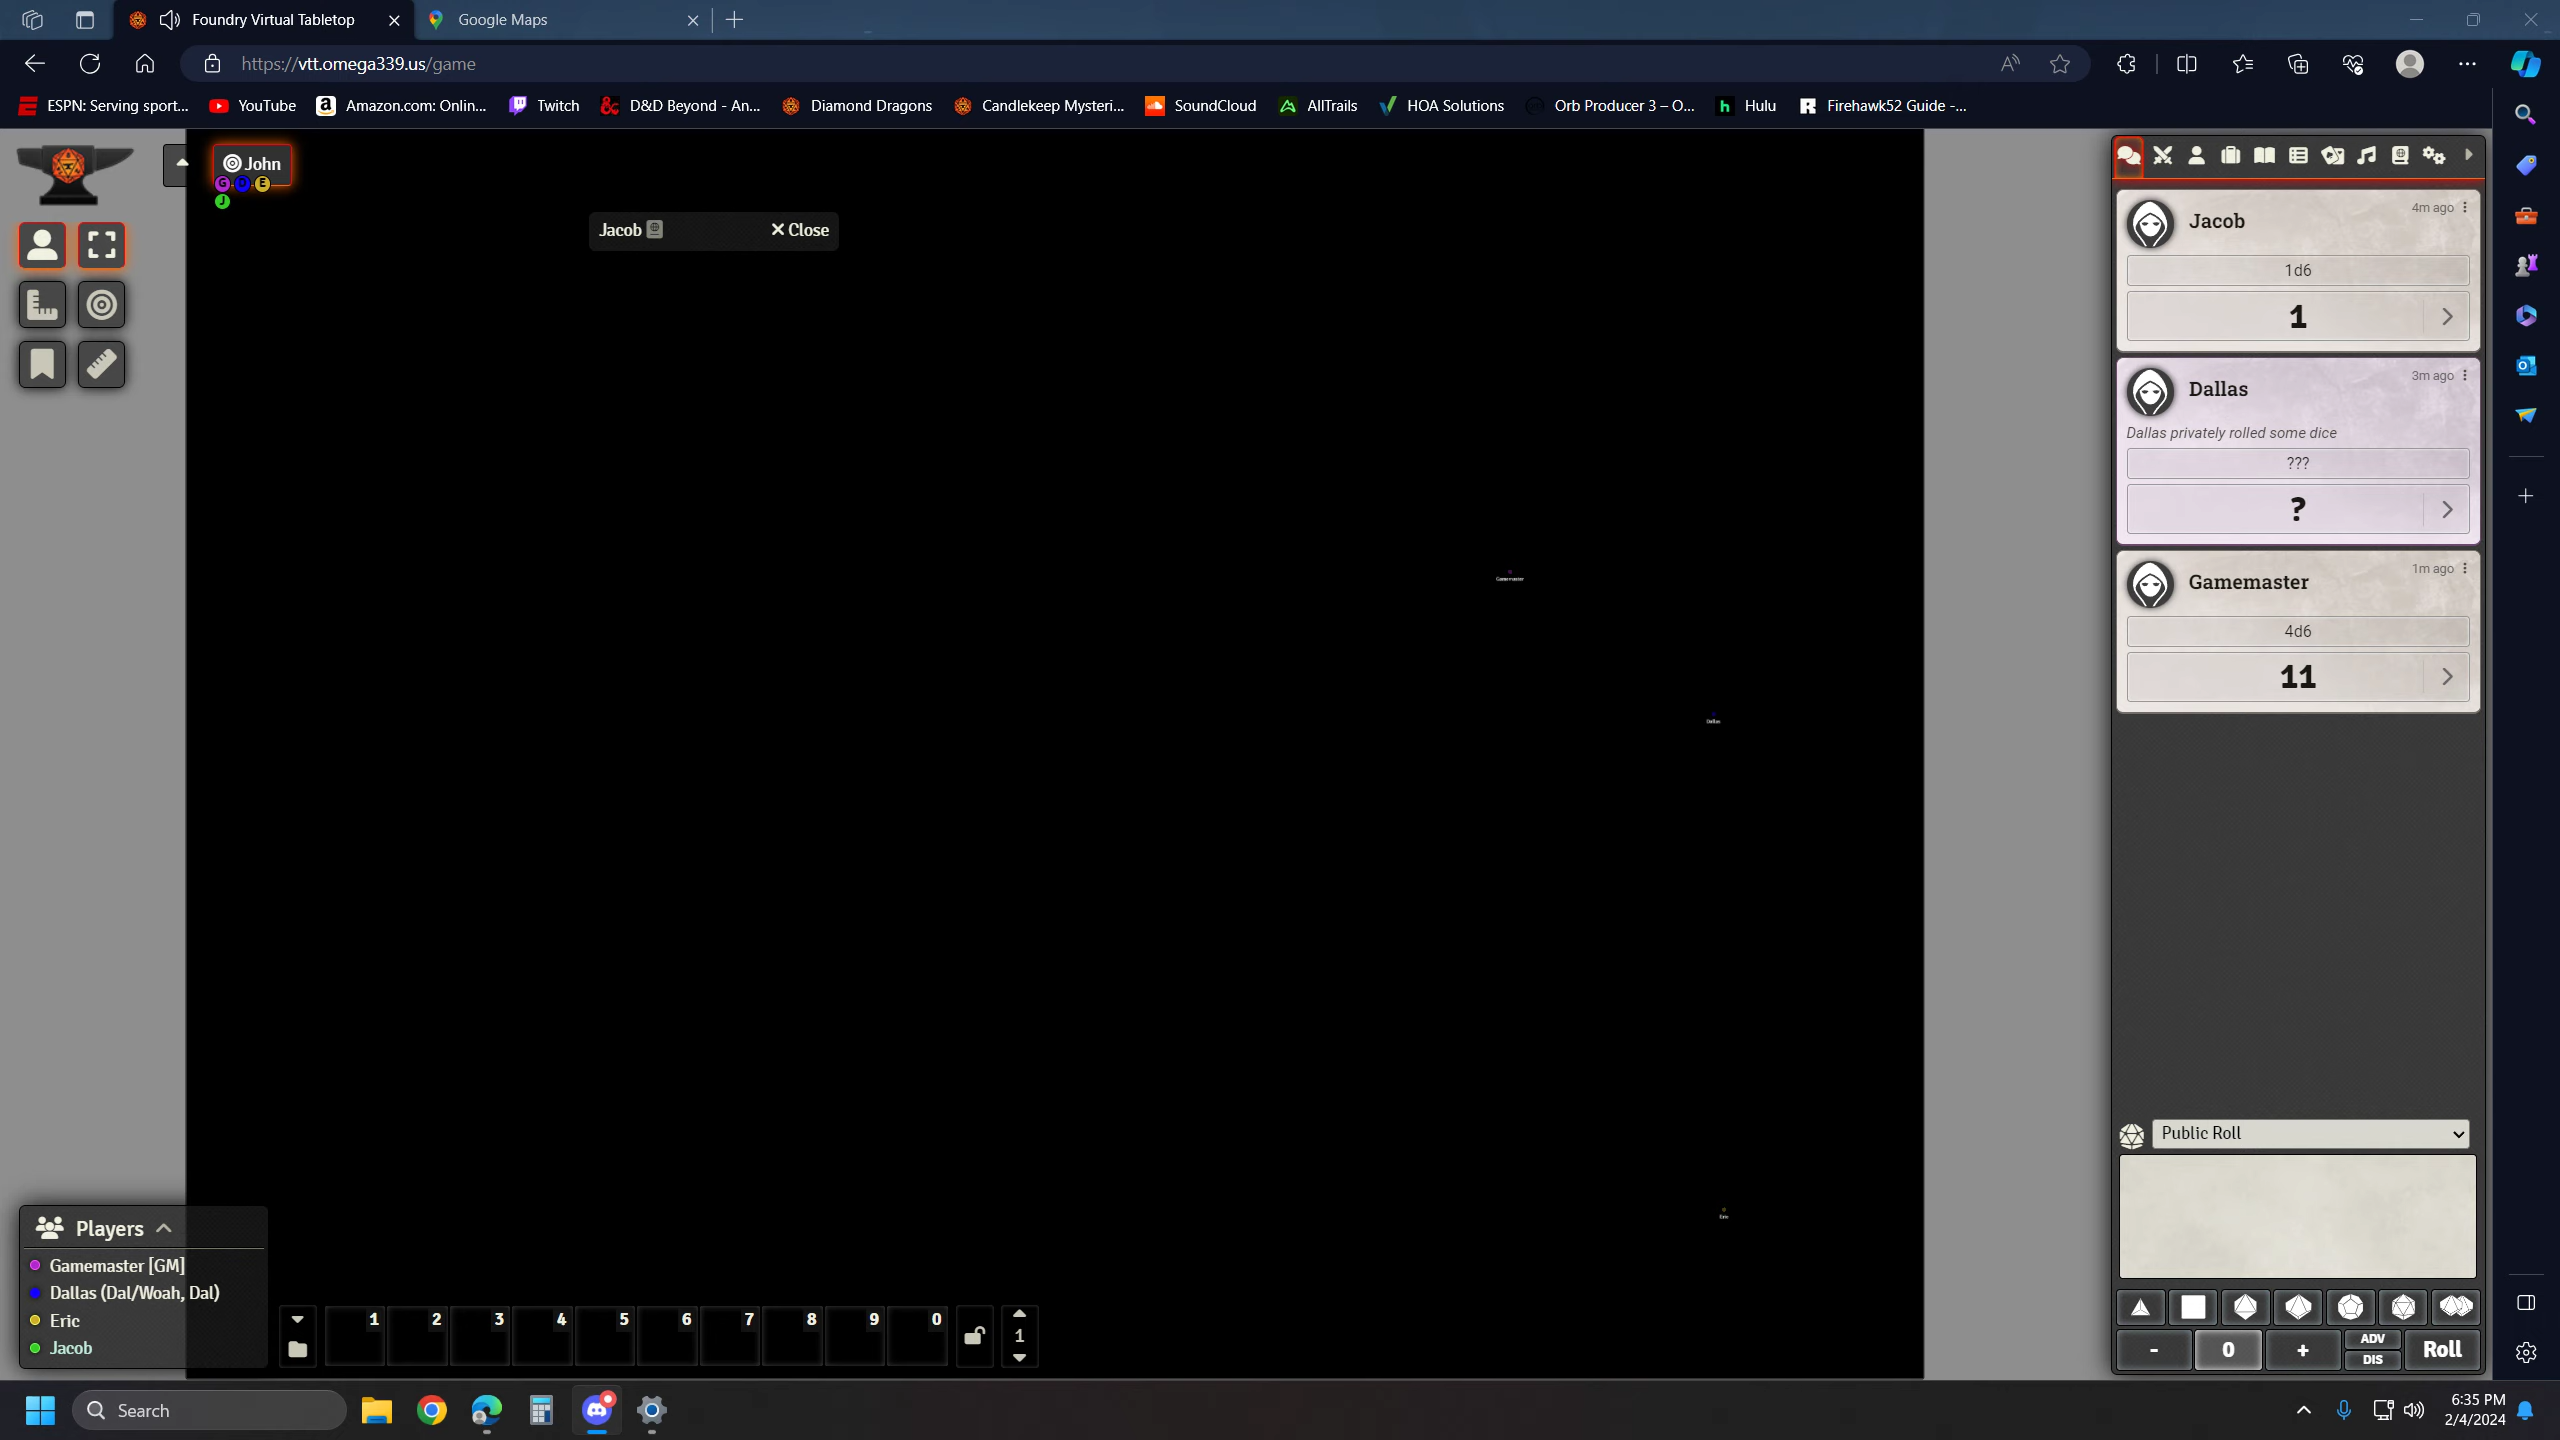 Foundry Virtual Tabletop
Google Maps
https://vtt.omega339.us/game
ESPN: Serving sport...
YouTube
Amazon.com: Onlin...
Twitch
D&D Beyond - An...
Diamond Dragons
Candlekeep Mysteri...
SoundCloud
AllTrails
HOA Solutions
Orb Producer 3 – O...
Hulu
Firehawk52 Guide -...
John
G D E
J
Jacob
Close
Jacob
4m ago
1d6
1
Dallas
3m ago
Dallas privately rolled some dice
???
?
Gamemaster
1m ago
4d6
11
Gamemaster
Dallas
Eric
Public Roll
Players
Gamemaster [GM]
Dallas (Dal/Woah, Dal)
Eric
Jacob
1 2 3 4 5 6 7 8 9 0
1
- 0 + ADV DIS Roll
Search
6:35 PM
2/4/2024